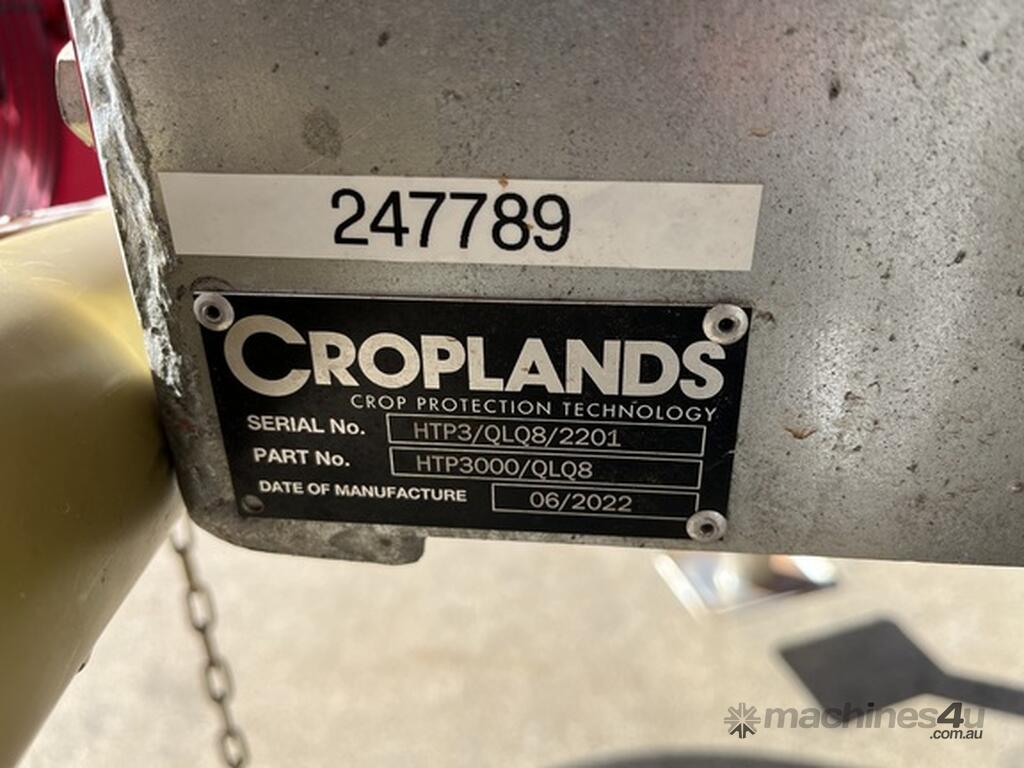 247789
CROPLANDS
CROP PROTECTION TECHNOLOGY
SERIAL No. HTP3/QLQ8/2201
PART No. HTP3000/QLQ8
DATE OF MANUFACTURE 06/2022
machines4u
.com.au